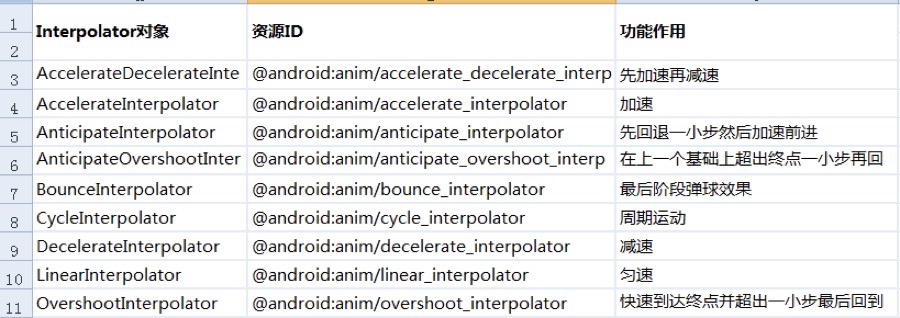 1
Interpolator对象 资源ID 功能作用
2
3 AccelerateDecelerateInte @android:anim/accelerate_decelerate_interp 先加速再减速
4 AccelerateInterpolator @android:anim/accelerate_interpolator 加速
5 AnticipateInterpolator @android:anim/anticipate_interpolator 先回退一小步然后加速前进
6 AnticipateOvershootInter @android:anim/anticipate_overshoot_interp 在上一个基础上超出终点一小步再回
7 BounceInterpolator @android:anim/bounce_interpolator 最后阶段弹球效果
8 CycleInterpolator @android:anim/cycle_interpolator 周期运动
9 DecelerateInterpolator @android:anim/decelerate_interpolator 减速
10 LinearInterpolator @android:anim/linear_interpolator 匀速
11 OvershootInterpolator @android:anim/overshoot_interpolator 快速到达终点并超出一小步最后回到